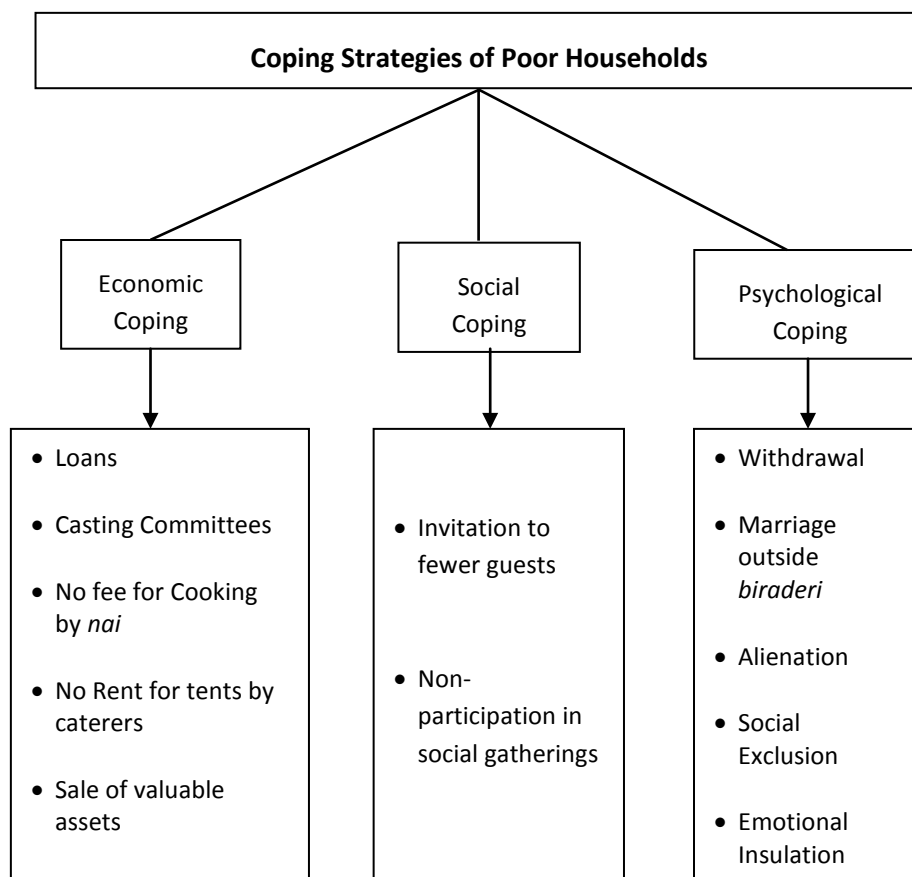 Coping Strategies of Poor Households
Economic
Coping
Social
Coping
Psychological
Coping
• Loans
• Casting Committees
• No fee for Cooking
by nai
• No Rent for tents by
caterers
• Sale of valuable
assets
• Invitation to
fewer guests
• Non-
participation in
social gatherings
• Withdrawal
• Marriage
outside
biraderi
• Alienation
• Social
Exclusion
• Emotional
Insulation